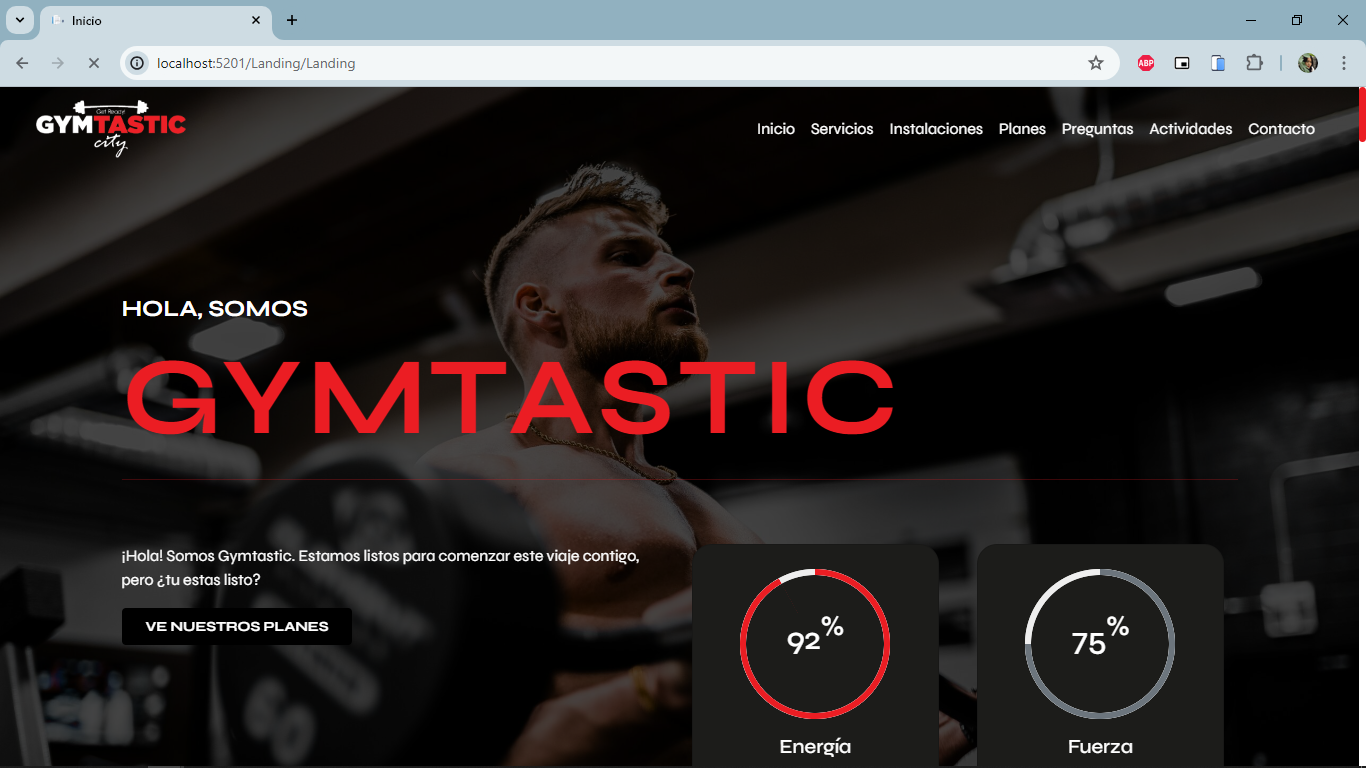 Inicio
localhost:5201/Landing/Landing
ABP
Get Ready!
GYMTASTIC
city
Inicio Servicios Instalaciones Planes Preguntas Actividades Contacto
HOLA, SOMOS
GYMTASTIC
¡Hola! Somos Gymtastic. Estamos listos para comenzar este viaje contigo,
pero ¿tu estas listo?
VE NUESTROS PLANES
92%
Energía
75%
Fuerza